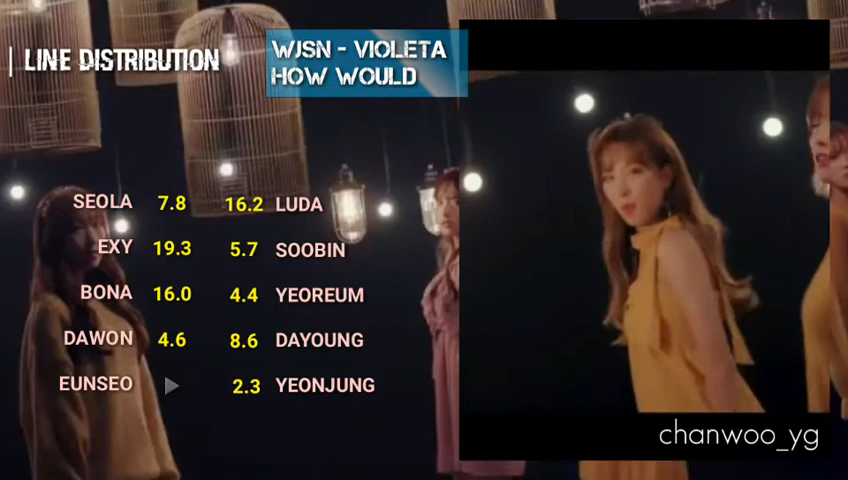 | LINE DISTRIBUTION
WJSN - VIOLETA
HOW WOULD
SEOLA 7.8 16.2 LUDA
EXY 19.3 5.7 SOOBIN
BONA 16.0 4.4 YEOREUM
DAWON 4.6 8.6 DAYOUNG
EUNSEO 2.3 YEONJUNG
chanwoo_yg